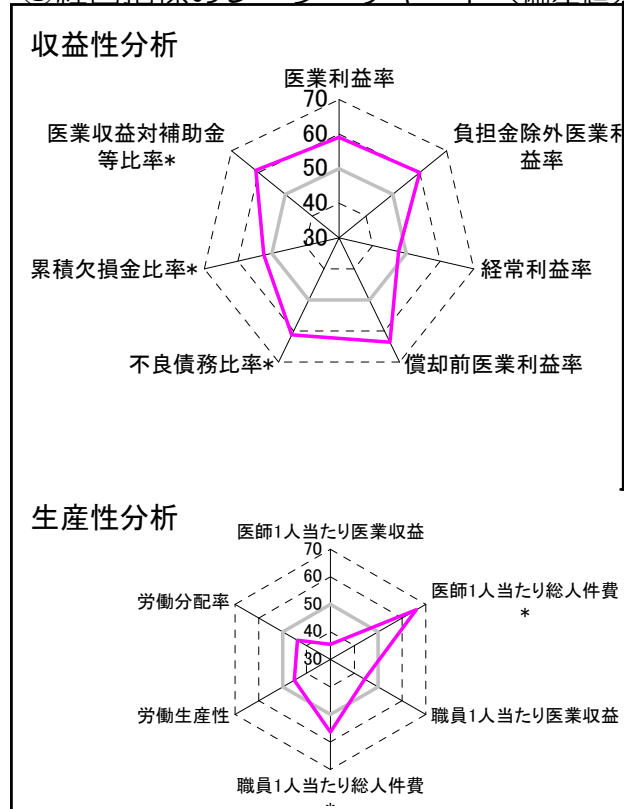 収益性分析
医業利益率
70
60
50
40
30
負担金除外医業利
益率
経常利益率
償却前医業利益率
不良債務比率*
累積欠損金比率*
医業収益対補助金
等比率*
生産性分析
医師1人当たり医業収益
70
60
50
40
30
医師1人当たり総人件費
*
職員1人当たり医業収益
職員1人当たり総人件費
*
労働生産性
労働分配率